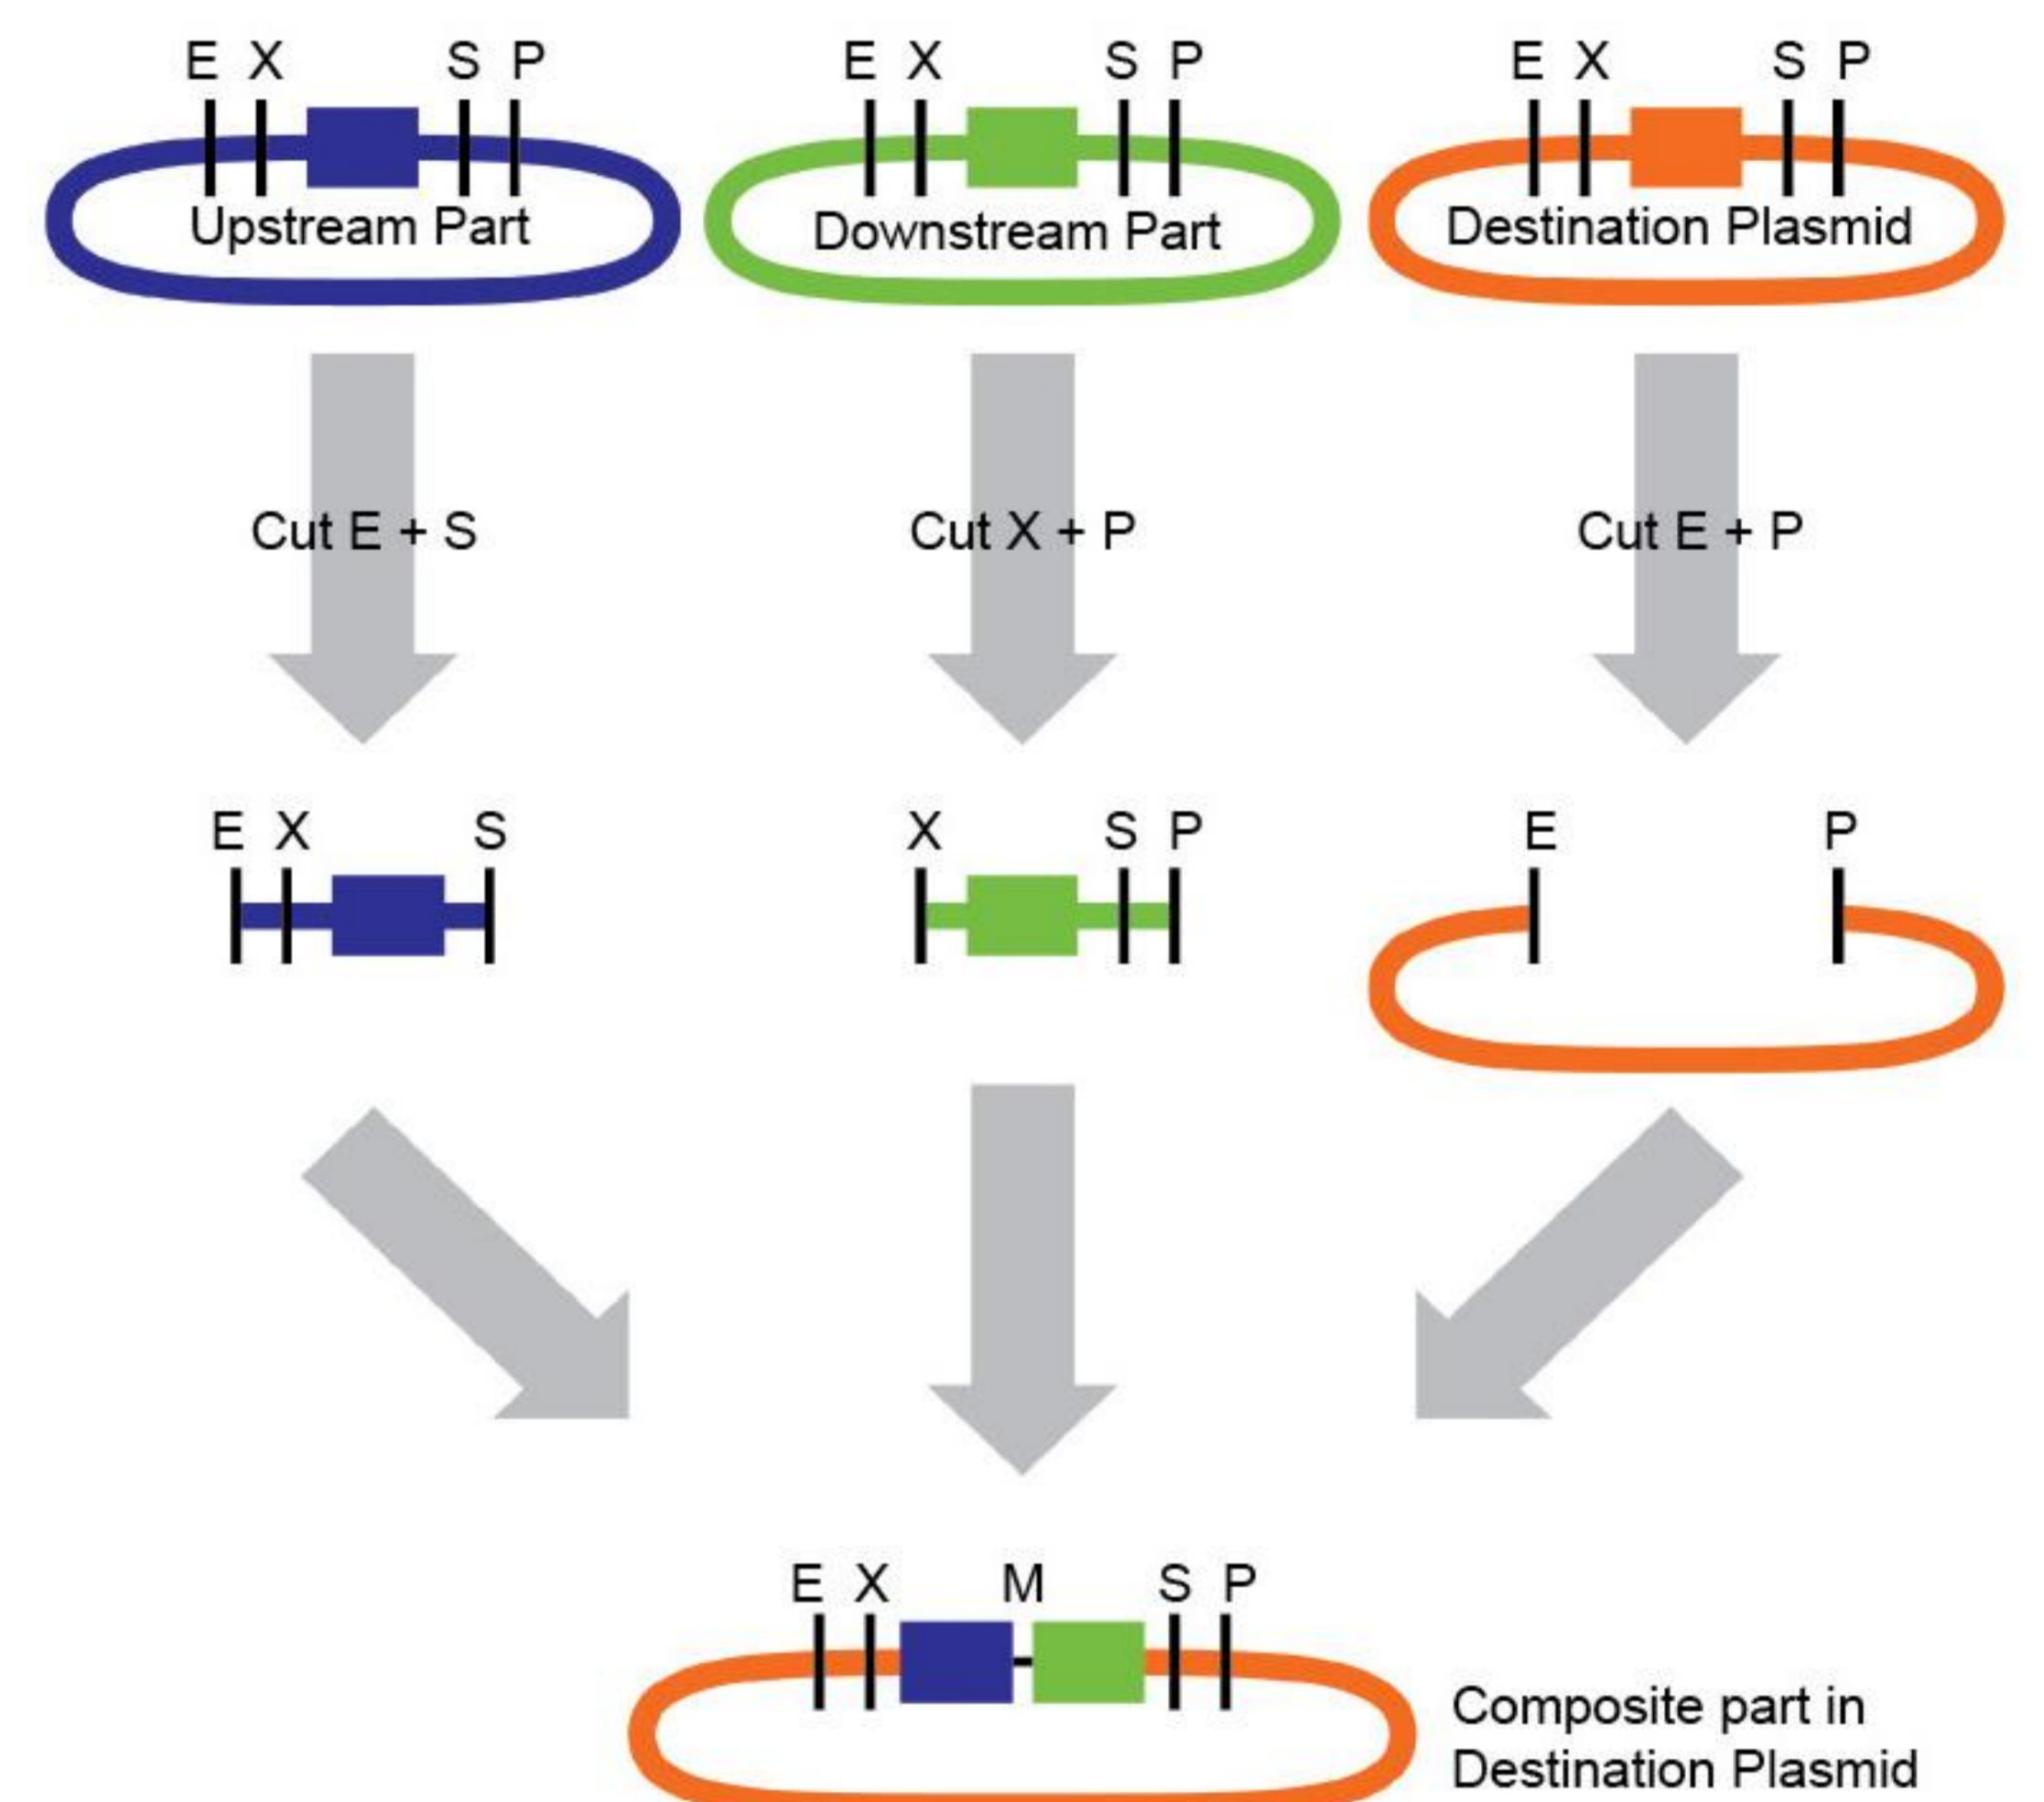 E X S P E X S P E X S P
Upstream Part Downstream Part Destination Plasmid
Cut E + S Cut X + P Cut E + P
E X S X S P E P
E X M S P
Composite part in
Destination Plasmid